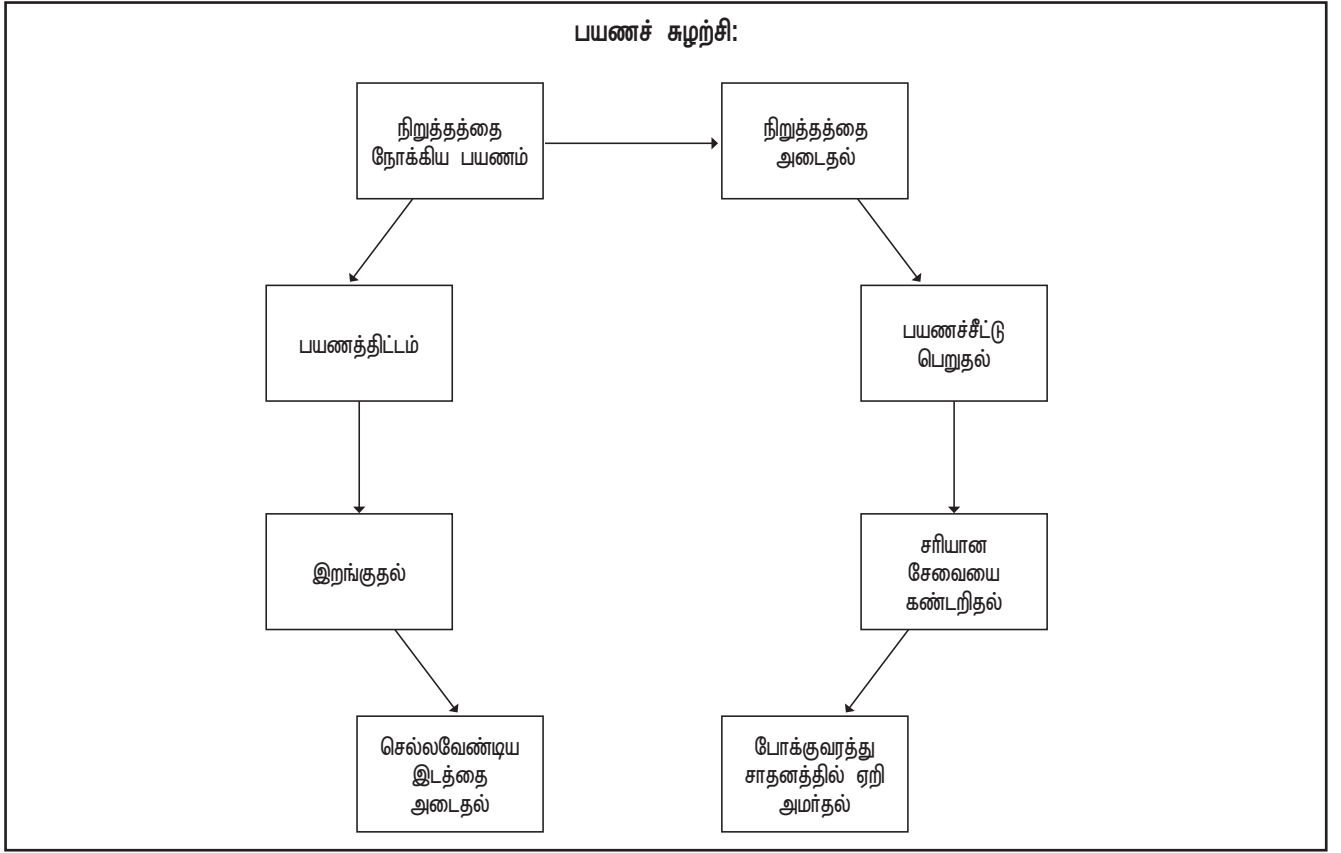 பயணச் சுழற்சி:
நிறுத்தத்தை
நோக்கிய பயணம்
நிறுத்தத்தை
அடைதல்
பயணத்திட்டம்
பயணச்சீட்டு
பெறுதல்
இறங்குதல்
சரியான
சேவையை
கண்டறிதல்
செல்லவேண்டிய
இடத்தை
அடைதல்
போக்குவரத்து
சாதனத்தில் ஏறி
அமர்தல்